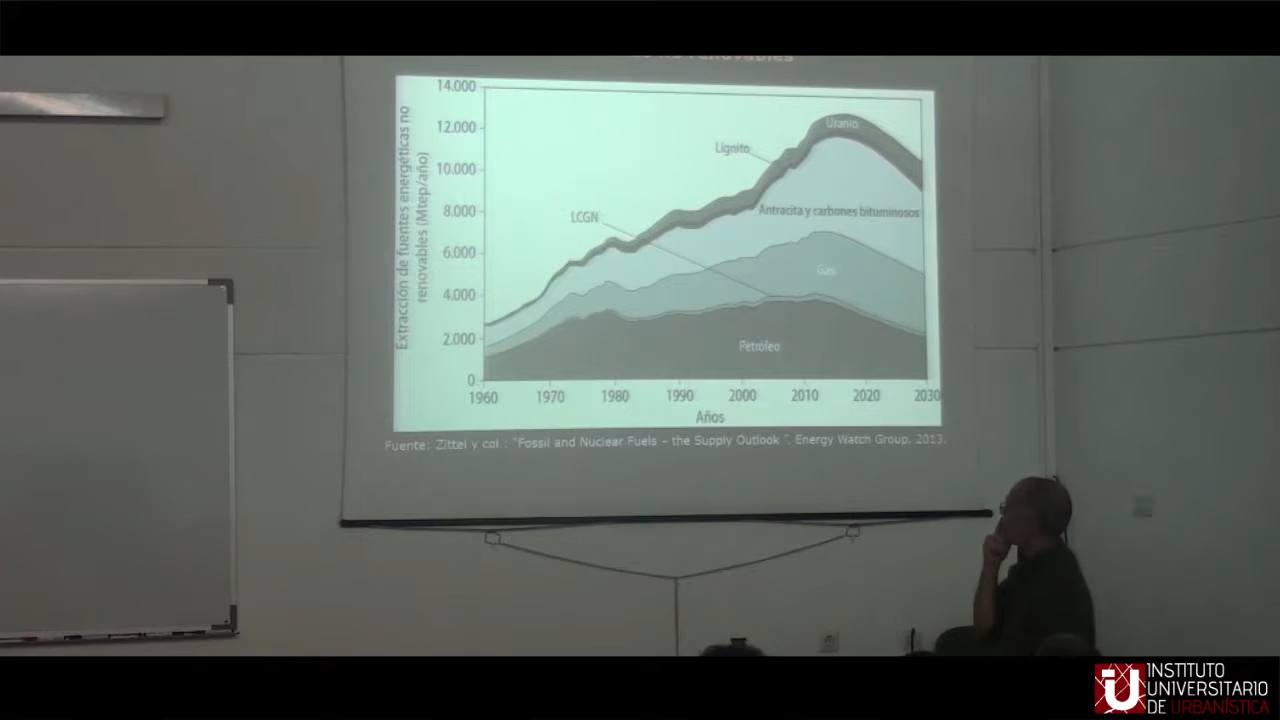 no renovables
14.000
12.000
10.000
8.000
6.000
4.000
2.000
0
Extracción de fuentes energéticas no
renovables (Mtep/año)
Uranio
Lignito
LCGN
Antracita y carbones bituminosos
Gas
Petróleo
1960 1970 1980 1990 2000 2010 2020 2030
Años
Fuente: Zittel y col.: “Fossil and Nuclear Fuels – the Supply Outlook ”. Energy Watch Group, 2013.
INSTITUTO
UNIVERSITARIO
DE URBANÍSTICA